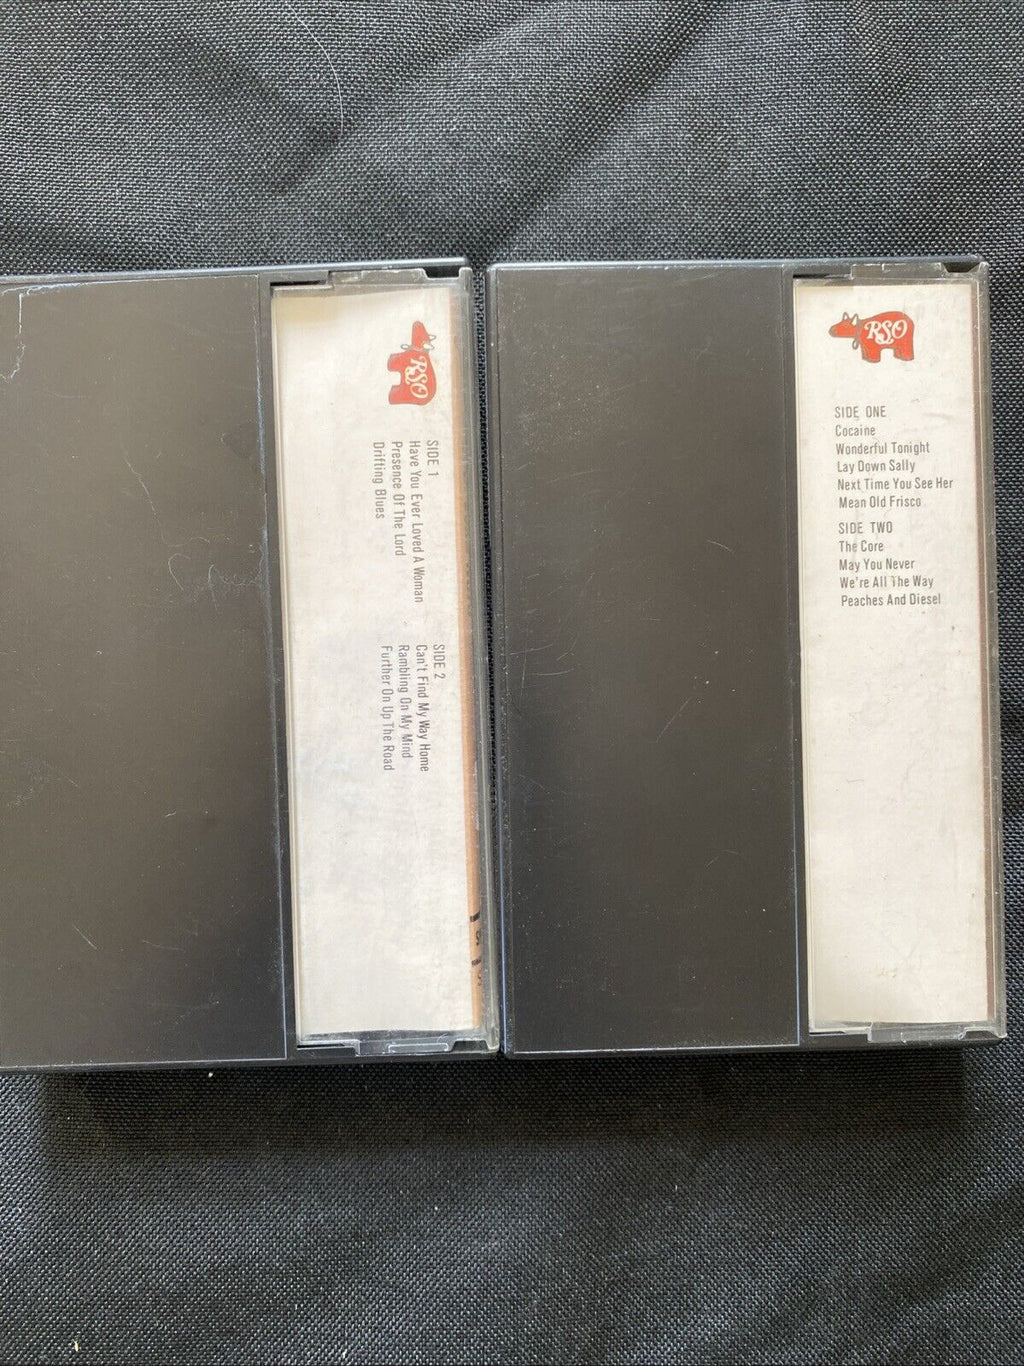 RSO
SIDE 1
Have You Ever Loved A Woman
Presence Of The Lord
Drifting Blues
SIDE 2
Can't Find My Way Home
Rambling On My Mind
Further On Up The Road
RSO
SIDE ONE
Cocaine
Wonderful Tonight
Lay Down Sally
Next Time You See Her
Mean Old Frisco
SIDE TWO
The Core
May You Never
We're All The Way
Peaches And Diesel